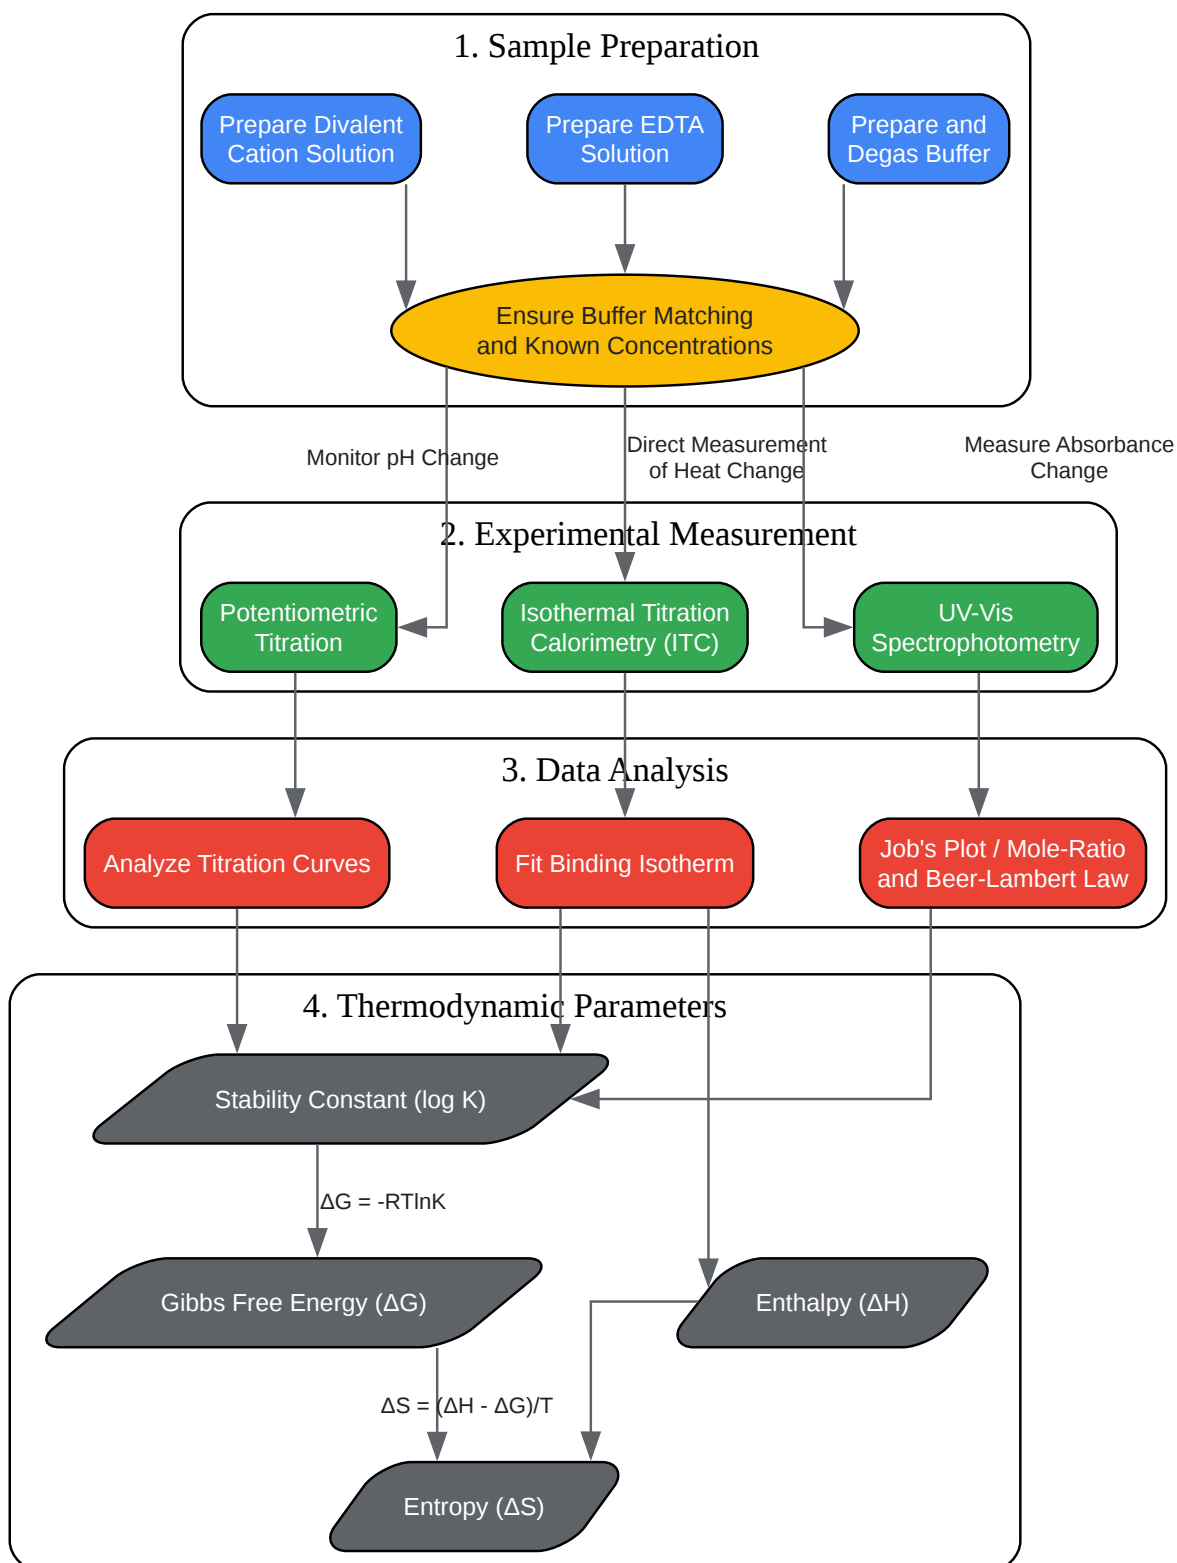 1. Sample Preparation
Prepare Divalent
Cation Solution
Prepare EDTA
Solution
Prepare and
Degas Buffer
Ensure Buffer Matching
and Known Concentrations
Monitor pH Change
Direct Measurement
of Heat Change
Measure Absorbance
Change
2. Experimental Measurement
Potentiometric
Titration
Isothermal Titration
Calorimetry (ITC)
UV-Vis
Spectrophotometry
3. Data Analysis
Analyze Titration Curves
Fit Binding Isotherm
Job's Plot / Mole-Ratio
and Beer-Lambert Law
4. Thermodynamic Parameters
Stability Constant (log K)
ΔG = -RTlnK
Gibbs Free Energy (ΔG)
Enthalpy (ΔH)
ΔS = (ΔH - ΔG)/T
Entropy (ΔS)